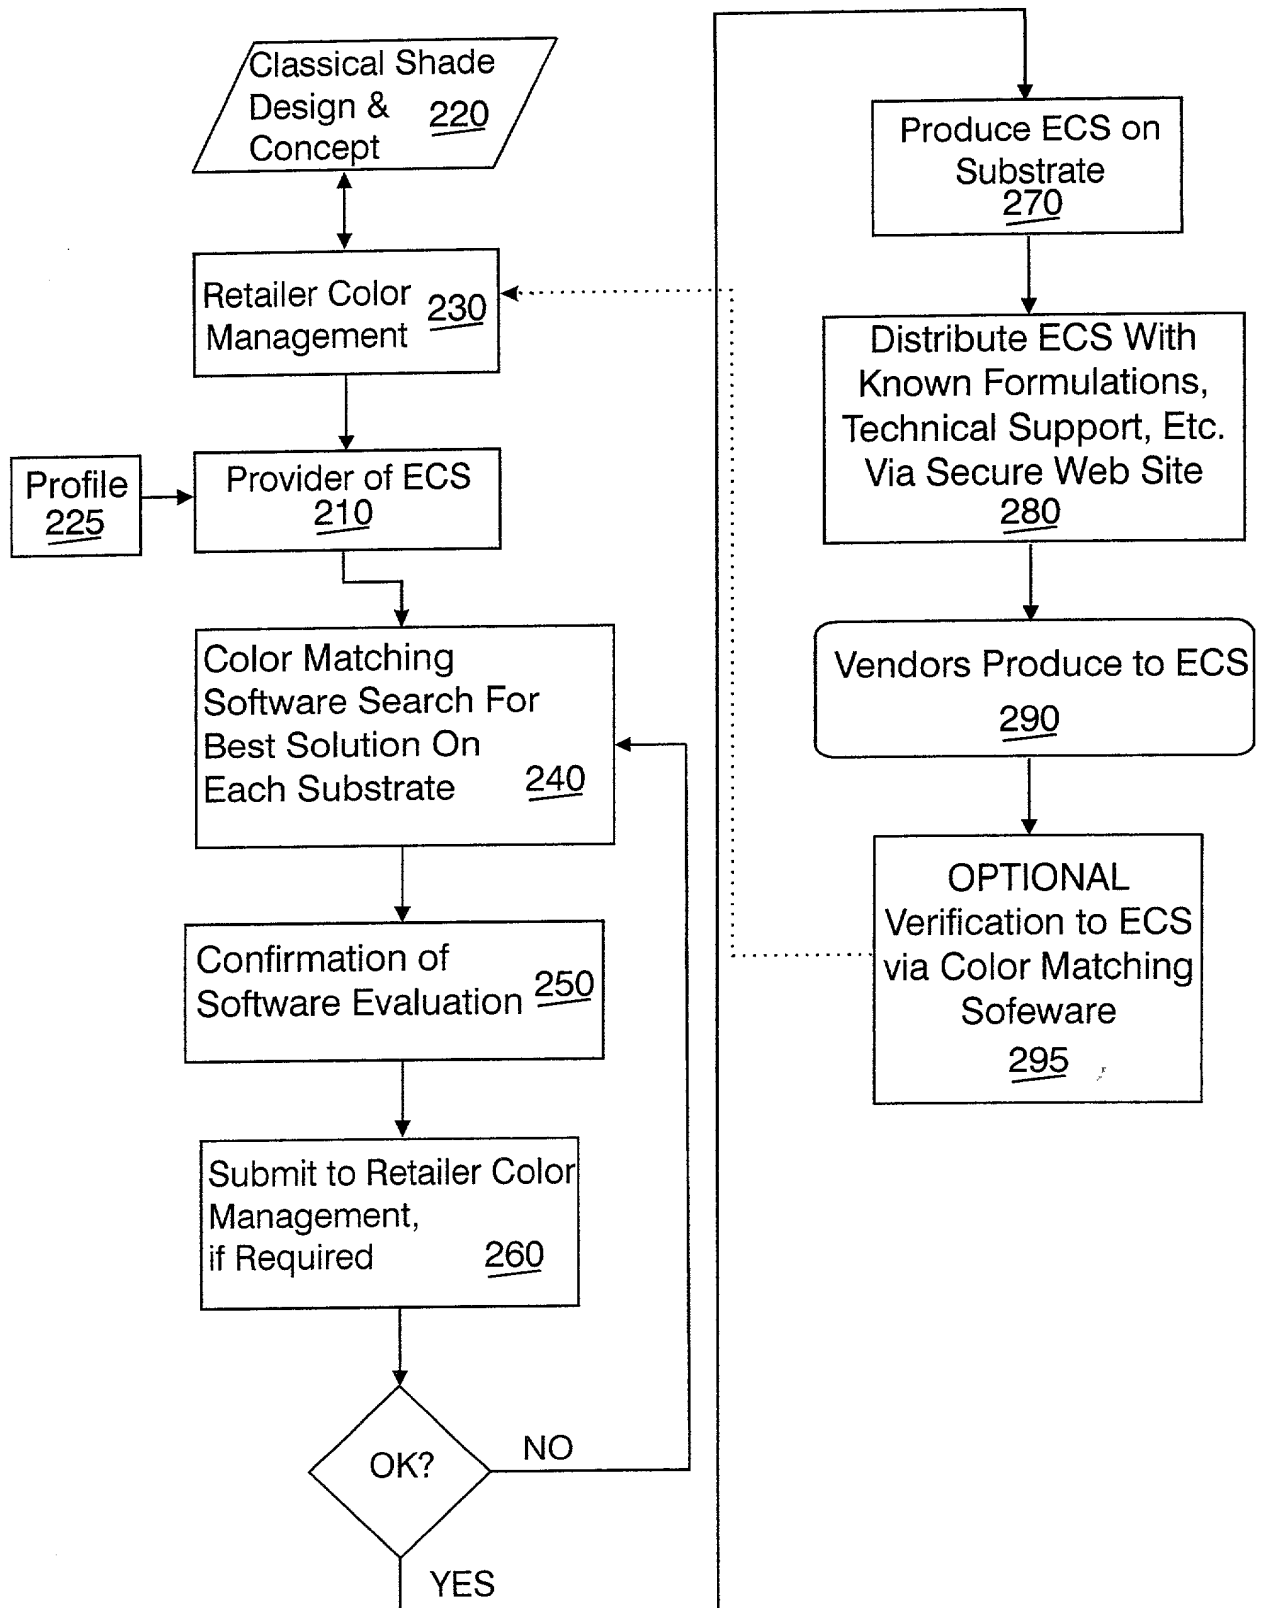 Classical Shade
Design &
Concept 220
Retailer Color
Management 230
Profile
225
Provider of ECS
210
Color Matching
Software Search For
Best Solution On
Each Substrate 240
Confirmation of
Software Evaluation 250
Submit to Retailer Color
Management,
if Required 260
OK?
NO
YES
Produce ECS on
Substrate
270
Distribute ECS With
Known Formulations,
Technical Support, Etc.
Via Secure Web Site
280
Vendors Produce to ECS
290
OPTIONAL
Verification to ECS
via Color Matching
Sofeware
295